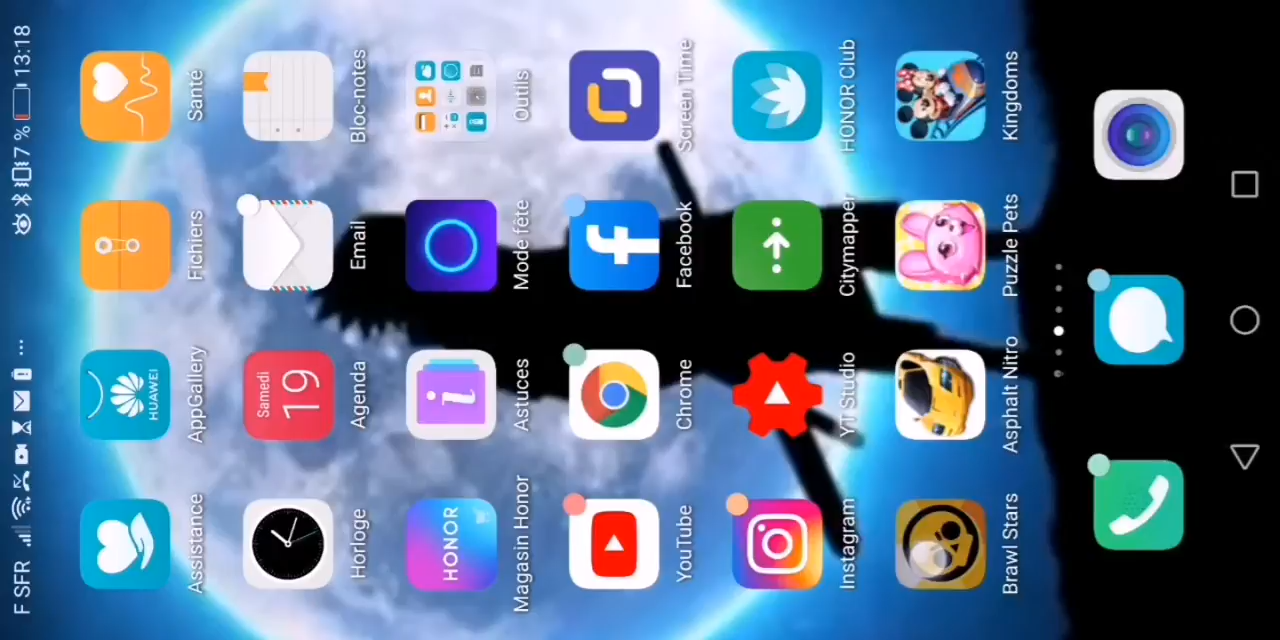 F SFR
7 %
13:18
HUAWEI
Assistance
AppGallery
Fichiers
Santé
Samedi
19
Horloge
Agenda
Email
Bloc-notes
HONOR
i
Magasin Honor
Astuces
Mode fête
Outils
f
YouTube
Chrome
Facebook
Screen Time
Instagram
YT Studio
Citymapper
HONOR Club
Brawl Stars
Asphalt Nitro
Puzzle Pets
Kingdoms